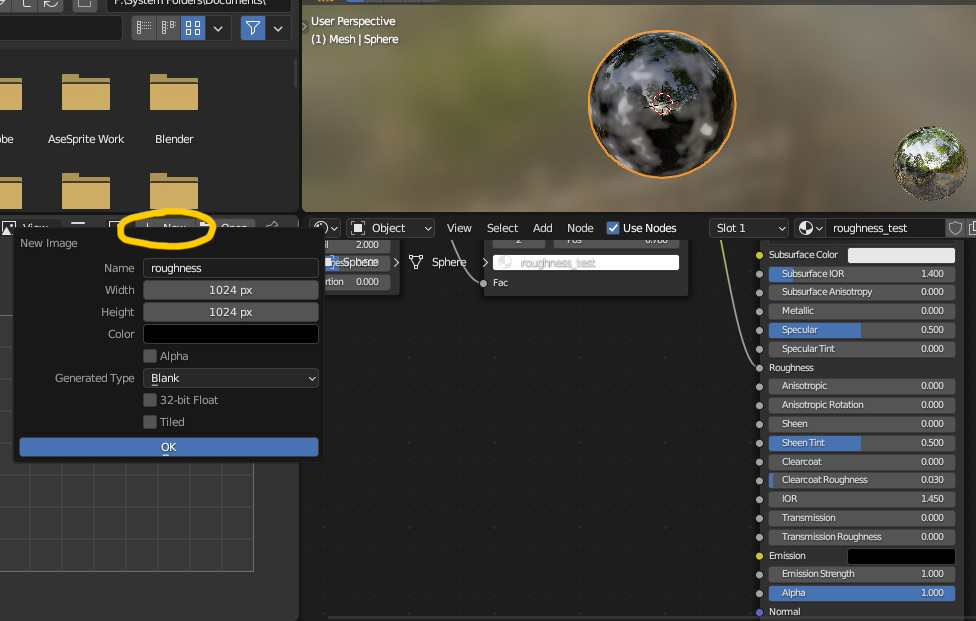 F:\System Folders\Documents\
User Perspective
(1) Mesh | Sphere
obe
AseSprite Work
Blender
View
New
Open
Object
View
Select
Add
Node
Use Nodes
Slot 1
roughness_test
New Image
Name
roughness
Width
1024 px
Height
1024 px
Color
Alpha
Generated Type
Blank
32-bit Float
Tiled
OK
2.000
0.500
rtion 0.000
Sphere
Sphere
2
Pos
0.700
roughness_test
Fac
Subsurface Color
Subsurface IOR 1.400
Subsurface Anisotropy 0.000
Metallic 0.000
Specular 0.500
Specular Tint 0.000
Roughness
Anisotropic 0.000
Anisotropic Rotation 0.000
Sheen 0.000
Sheen Tint 0.500
Clearcoat 0.000
Clearcoat Roughness 0.030
IOR 1.450
Transmission 0.000
Transmission Roughness 0.000
Emission
Emission Strength 1.000
Alpha 1.000
Normal